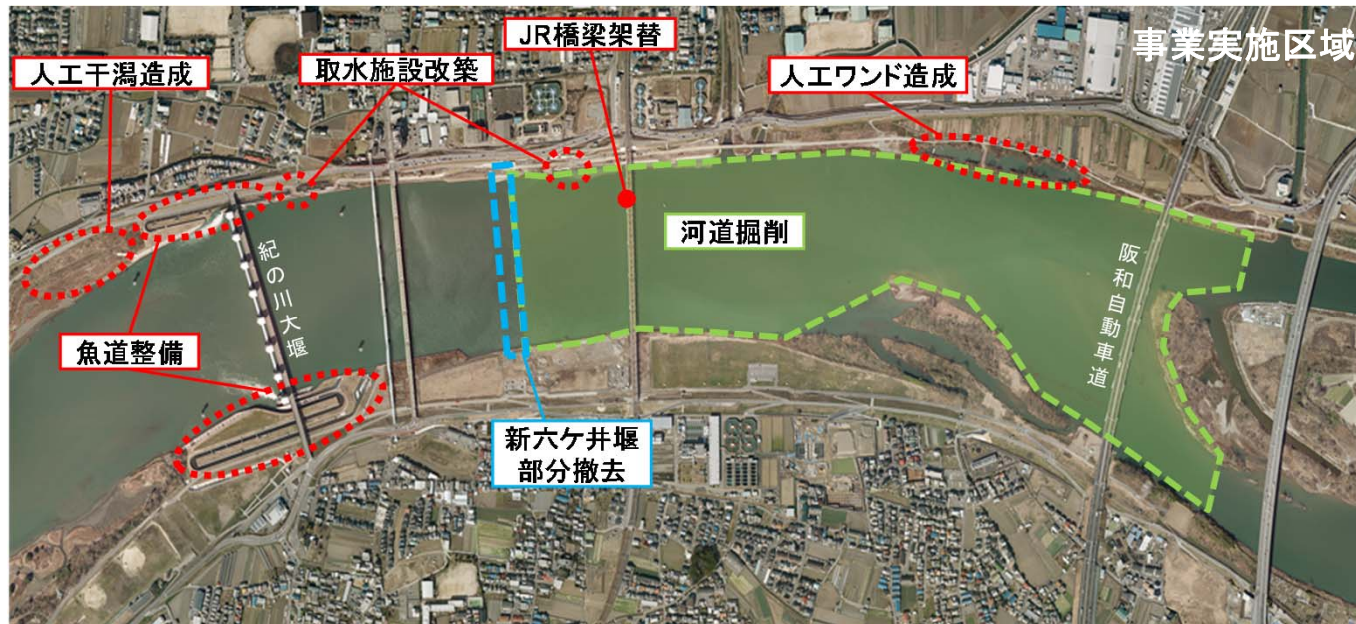 事業実施区域
JR橋梁架替
人工干潟造成
取水施設改築
人工ワンド造成
河道掘削
紀の川大堰
阪和自動車道
魚道整備
新六ケ井堰
部分撤去